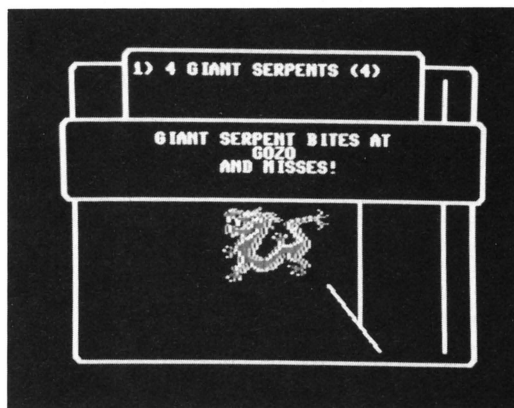 1) 4 GIANT SERPENTS (4)
GIANT SERPENT BITES AT
GOZO
AND MISSES!